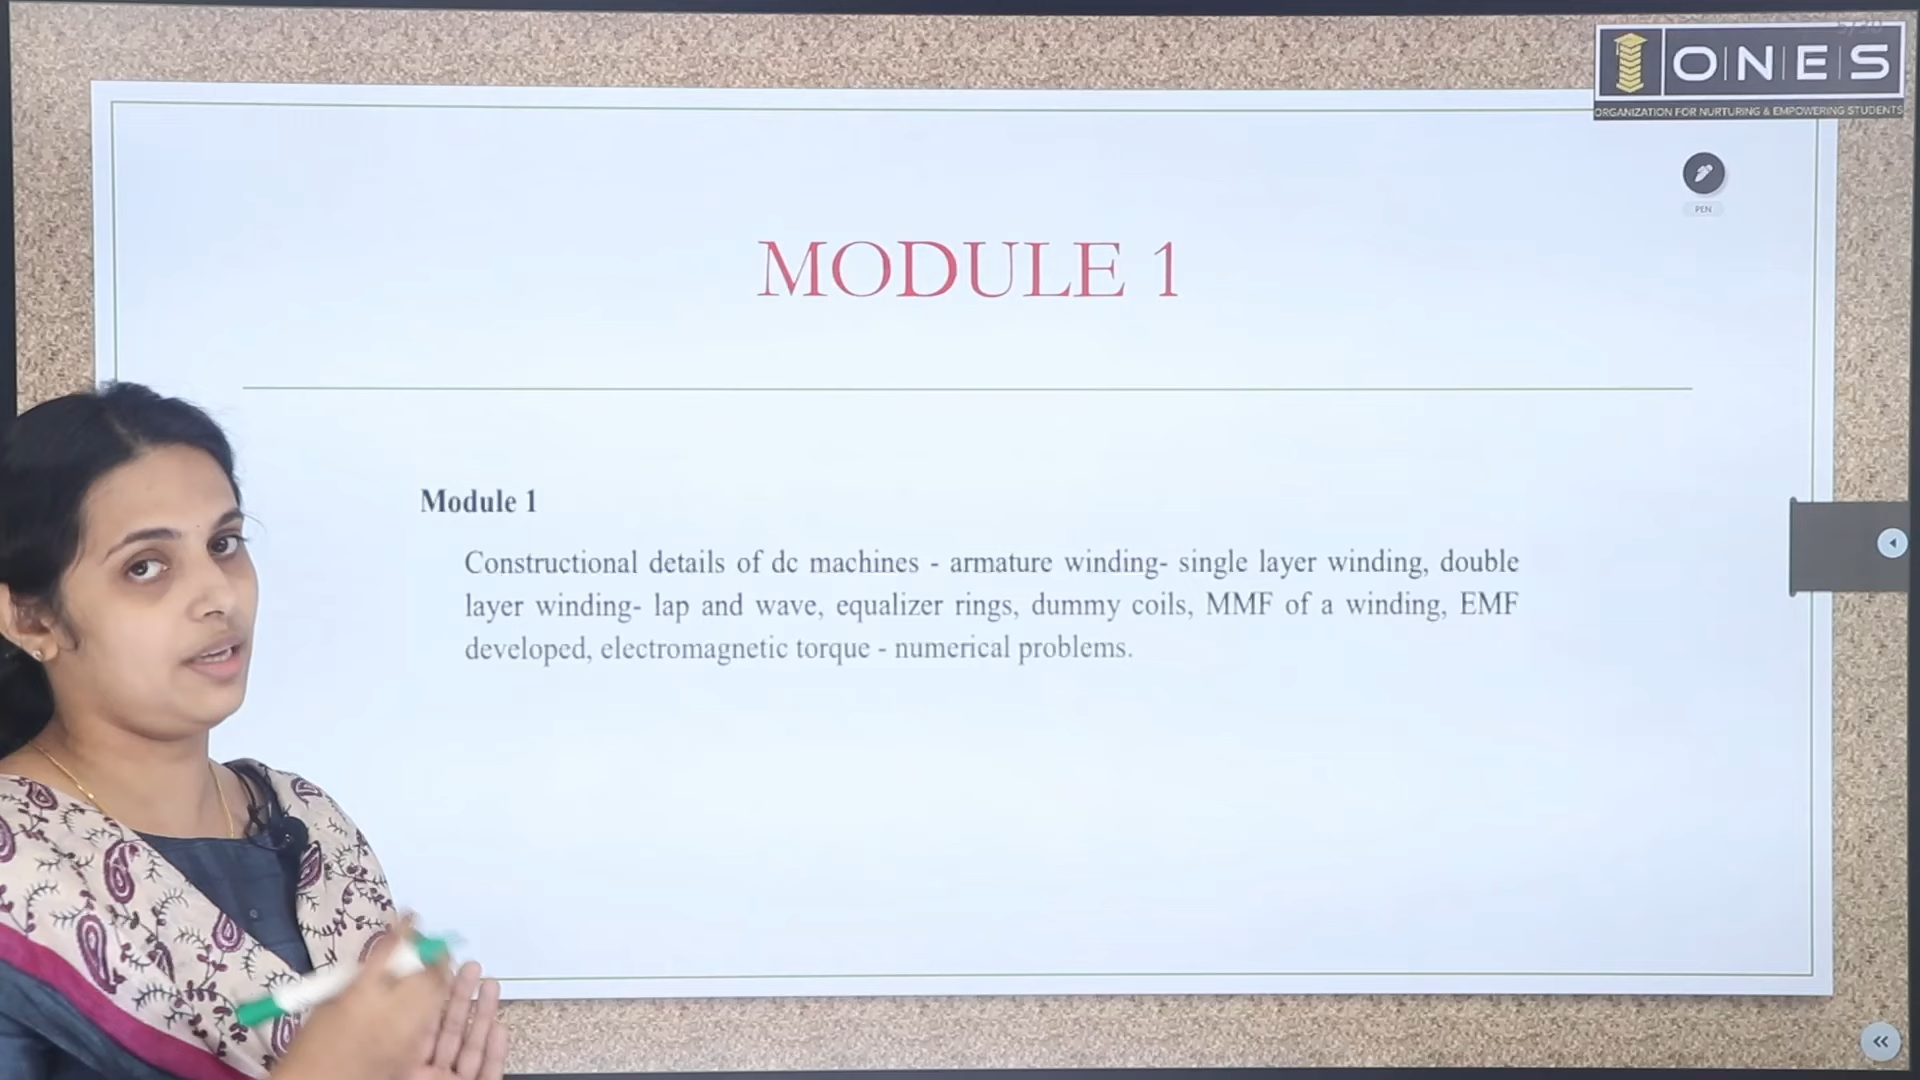 ONES
ORGANIZATION FOR NURTURING & EMPOWERING STUDENTS
PEN
MODULE 1
Module 1
Constructional details of dc machines - armature winding- single layer winding, double
layer winding- lap and wave, equalizer rings, dummy coils, MMF of a winding, EMF
developed, electromagnetic torque - numerical problems.